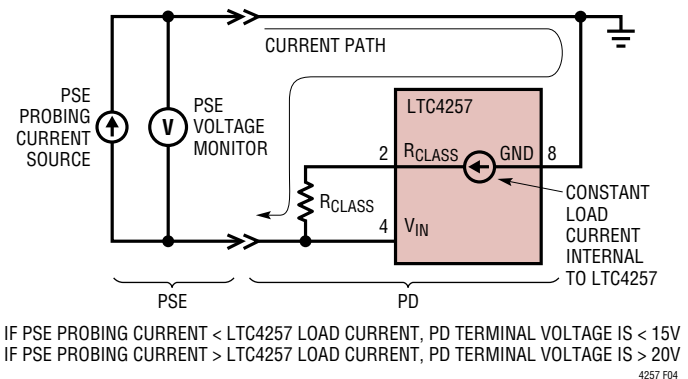 CURRENT PATH
PSE
PROBING
CURRENT
SOURCE
V
PSE
VOLTAGE
MONITOR
LTC4257
2
RCLASS
GND
8
RCLASS
4
VIN
CONSTANT
LOAD
CURRENT
INTERNAL
TO LTC4257
PSE
PD
IF PSE PROBING CURRENT < LTC4257 LOAD CURRENT, PD TERMINAL VOLTAGE IS < 15V
IF PSE PROBING CURRENT > LTC4257 LOAD CURRENT, PD TERMINAL VOLTAGE IS > 20V
4257 F04